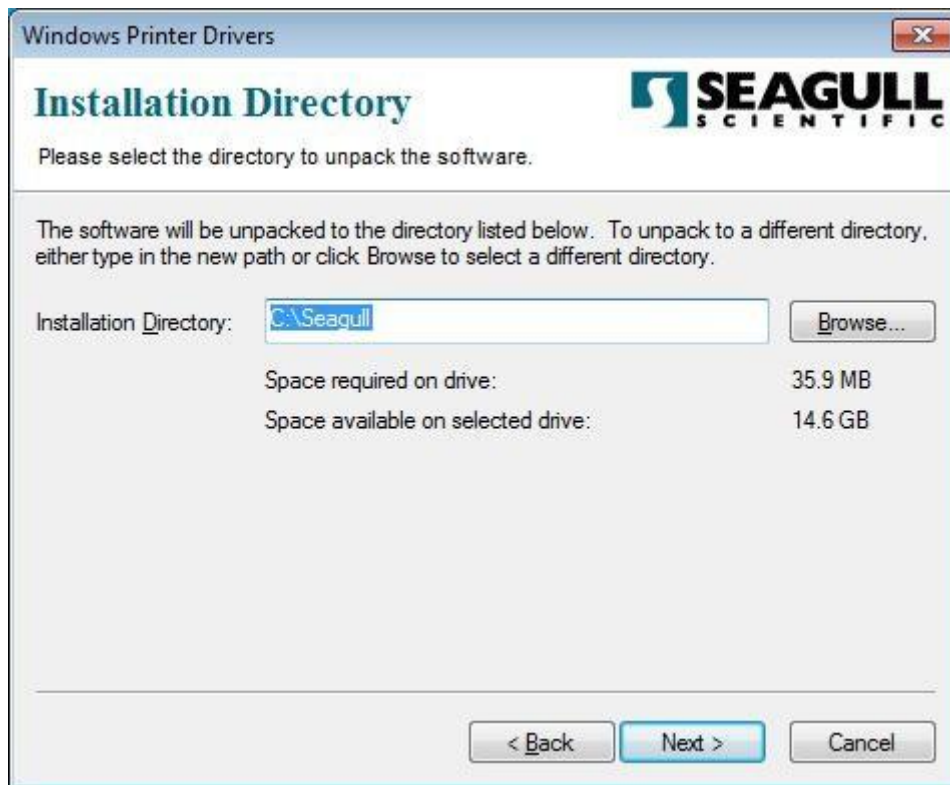 Windows Printer Drivers
Installation Directory
SEAGULL
SCIENTIFIC
Please select the directory to unpack the software.
The software will be unpacked to the directory listed below. To unpack to a different directory,
either type in the new path or click Browse to select a different directory.
Installation Directory: C:\Seagull Browse...
Space required on drive: 35.9 MB
Space available on selected drive: 14.6 GB
< Back Next > Cancel